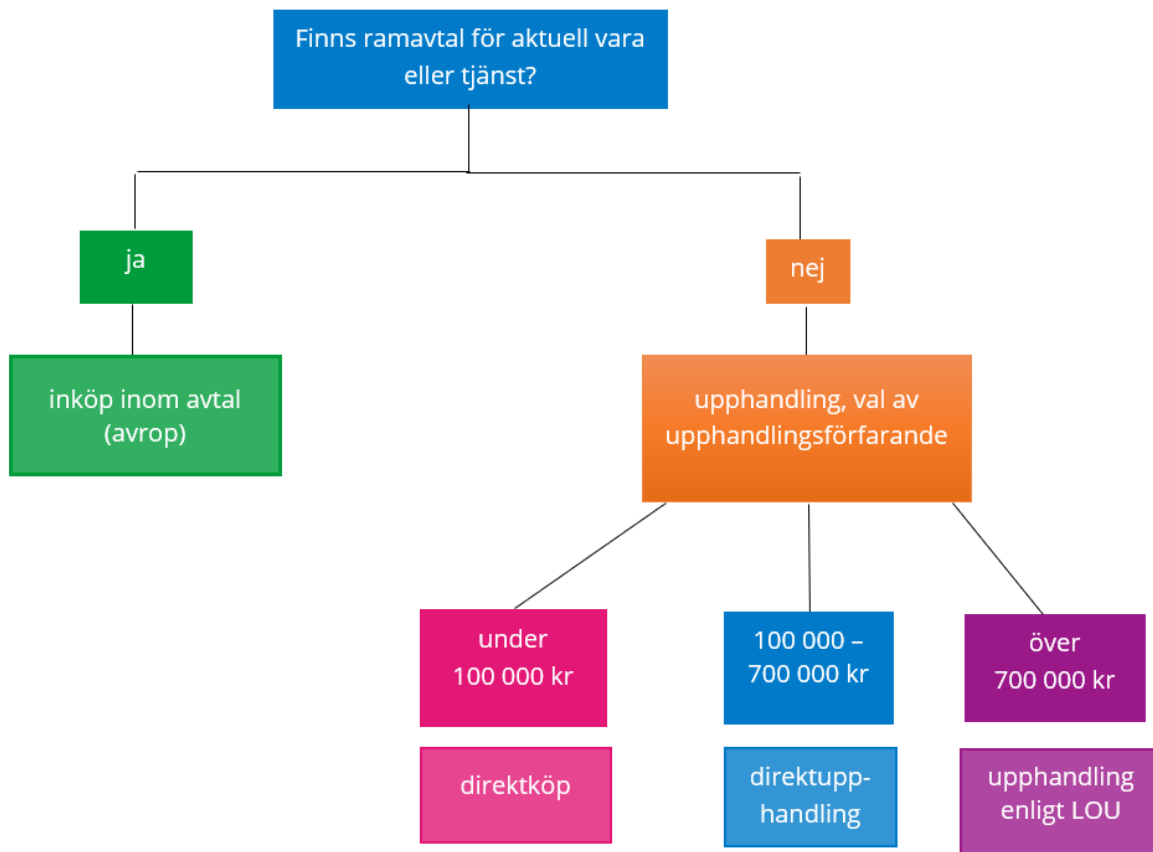 Finns ramavtal för aktuell vara
eller tjänst?
ja
nej
inköp inom avtal
(avrop)
upphandling, val av
upphandlingsförfarande
under
100 000 kr
100 000 –
700 000 kr
över
700 000 kr
direktköp
direktupp-
handling
upphandling
enligt LOU